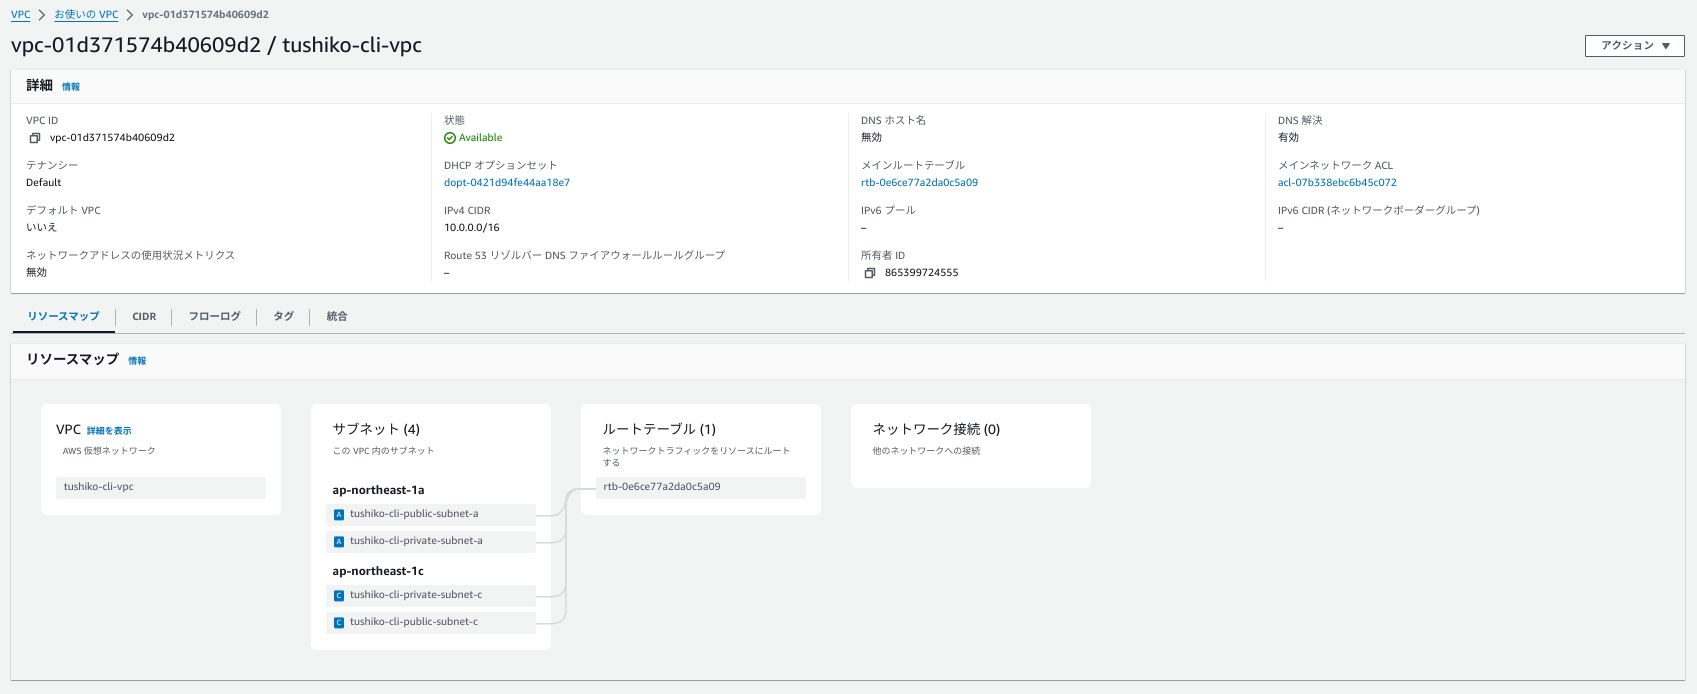 VPC > お使いの VPC > vpc-01d371574b40609d2
vpc-01d371574b40609d2 / tushiko-cli-vpc
アクション ▼
詳細 情報
VPC ID
vpc-01d371574b40609d2
状態
Available
DNS ホスト名
無効
DNS 解決
有効
テナンシー
Default
DHCP オプションセット
dopt-0421d94fe44aa18e7
メインルートテーブル
rtb-0e6ce77a2da0c5a09
メインネットワーク ACL
acl-07b338ebc6b45c072
デフォルト VPC
いいえ
IPv4 CIDR
10.0.0.0/16
IPv6 プール
–
IPv6 CIDR (ネットワークボーダーグループ)
–
ネットワークアドレスの使用状況メトリクス
無効
Route 53 リゾルバー DNS ファイアウォールルールグループ
–
所有者 ID
865399724555
リソースマップ
CIDR
フローログ
タグ
統合
リソースマップ 情報
VPC 詳細を表示
AWS 仮想ネットワーク
tushiko-cli-vpc
サブネット (4)
この VPC 内のサブネット
ap-northeast-1a
A tushiko-cli-public-subnet-a
A tushiko-cli-private-subnet-a
ap-northeast-1c
C tushiko-cli-private-subnet-c
C tushiko-cli-public-subnet-c
ルートテーブル (1)
ネットワークトラフィックをリソースにルート
する
rtb-0e6ce77a2da0c5a09
ネットワーク接続 (0)
他のネットワークへの接続